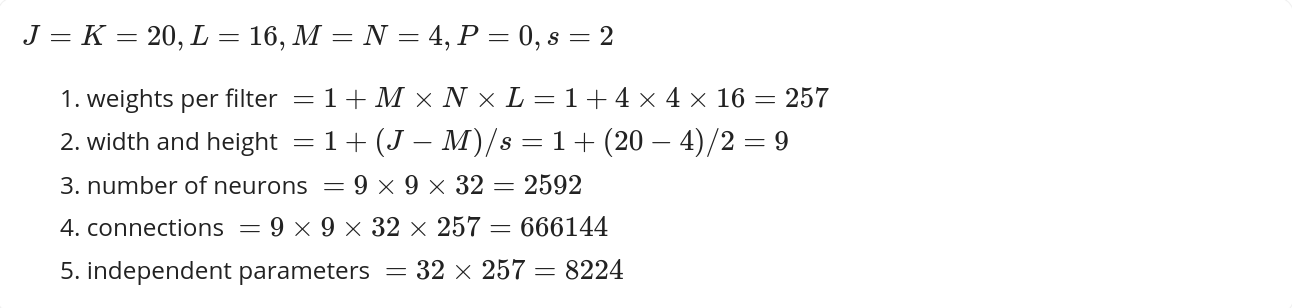 J = K = 20, L = 16, M = N = 4, P = 0, s = 2
1. weights per filter = 1 + M × N × L = 1 + 4 × 4 × 16 = 257
2. width and height = 1 + (J − M)/s = 1 + (20 − 4)/2 = 9
3. number of neurons = 9 × 9 × 32 = 2592
4. connections = 9 × 9 × 32 × 257 = 666144
5. independent parameters = 32 × 257 = 8224